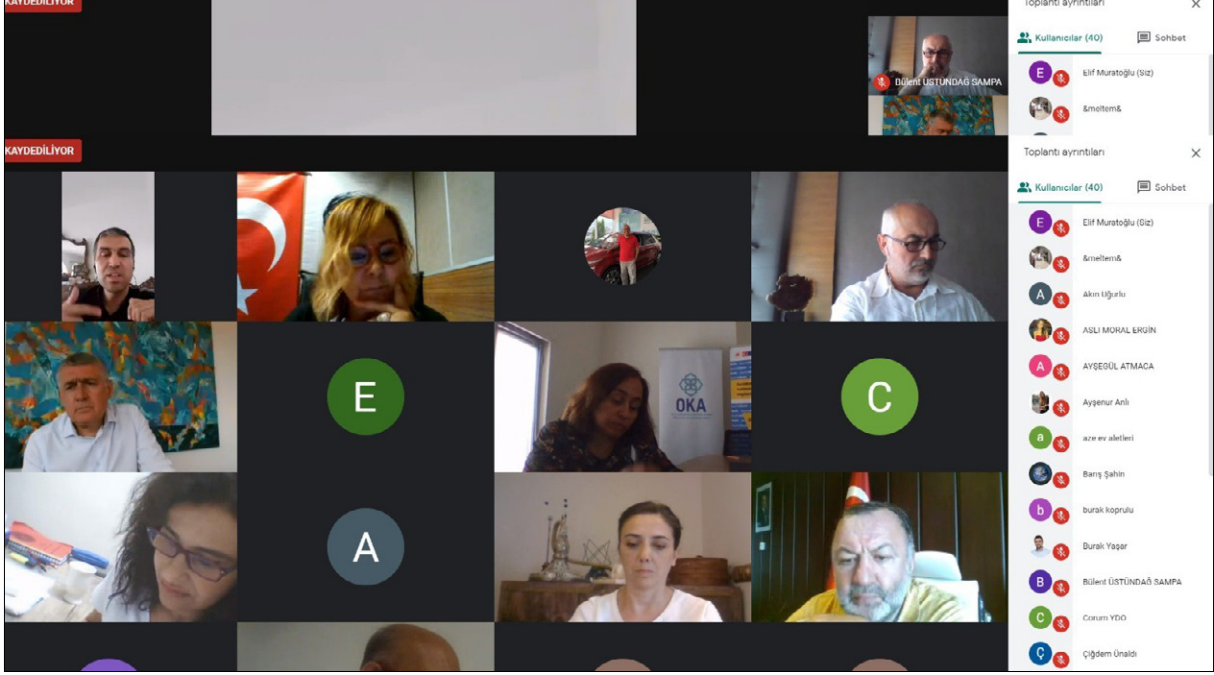 KAYDEDİLİYOR
Toplantı ayrıntıları
Kullanıcılar (40)
Sohbet
Bülent ÜSTÜNDAĞ SAMPA
E
Elif Muratoğlu (Siz)
&meltem&
KAYDEDİLİYOR
Toplantı ayrıntıları
Kullanıcılar (40)
Sohbet
E
Elif Muratoğlu (Siz)
&meltem&
A
Akın Uğurlu
ASLI MORAL ERGİN
A
AYŞEGÜL ATMACA
Ayşenur Anlı
a
aze ev aletleri
Barış Şahin
b
burak koprulu
Burak Yaşar
B
Bülent ÜSTÜNDAĞ SAMPA
C
Corum YDO
Ç
Çiğdem Ünaldı
E
OKA
C
A